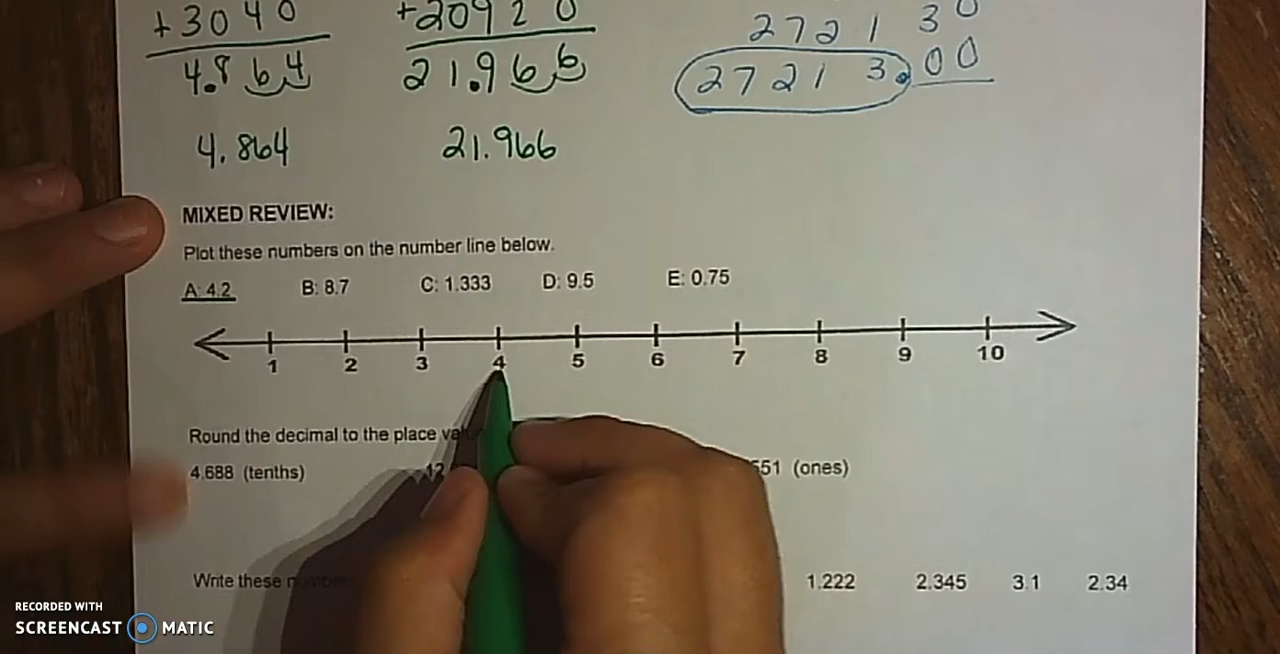 +3040
+20920
2721 30
4.864
21.966
27213.00
4.864
21.966
MIXED REVIEW:
Plot these numbers on the number line below.
A: 4.2 B: 8.7 C: 1.333 D: 9.5 E: 0.75
1 2 3 4 5 6 7 8 9 10
Round the decimal to the place
4.688 (tenths) 551 (ones)
Write these 1.222 2.345 3.1 2.34
RECORDED WITH
SCREENCAST MATIC